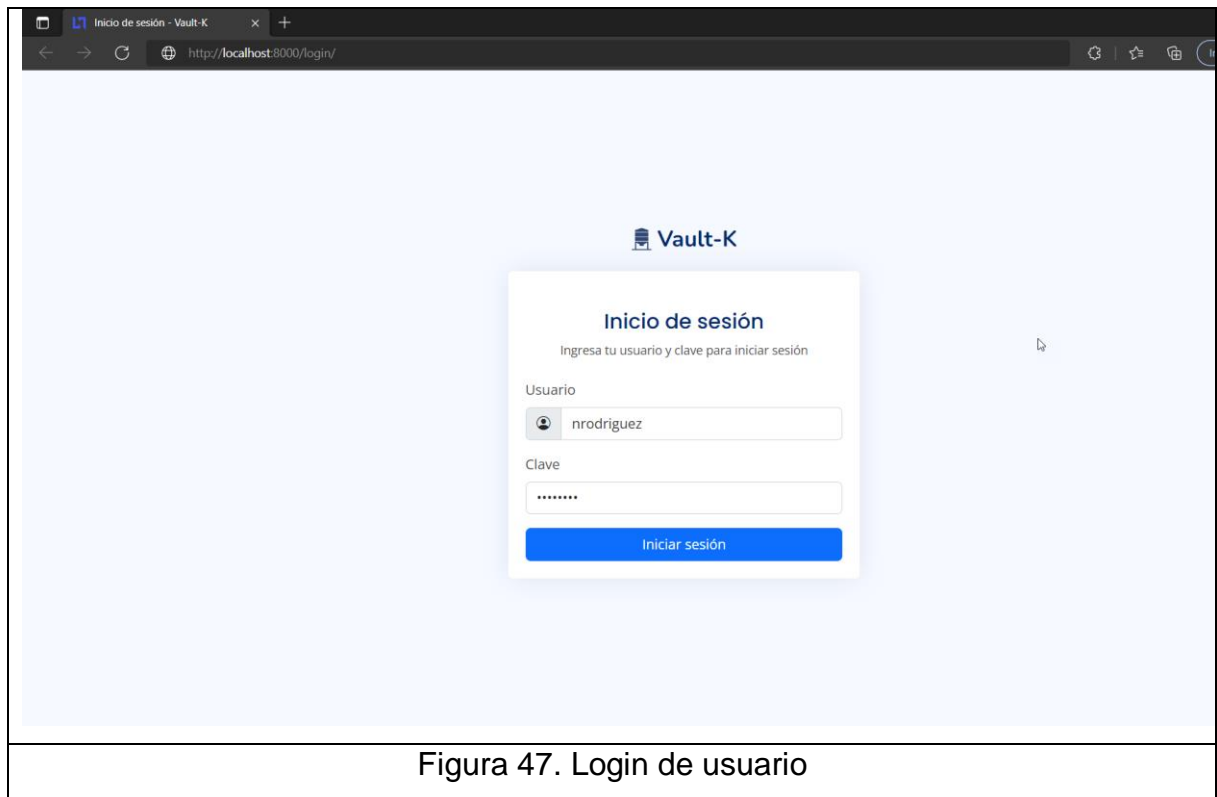 Inicio de sesión - Vault-K
http://localhost:8000/login/
Vault-K
Inicio de sesión
Ingresa tu usuario y clave para iniciar sesión
Usuario
nrodriguez
Clave
••••••••
Iniciar sesión
Figura 47. Login de usuario